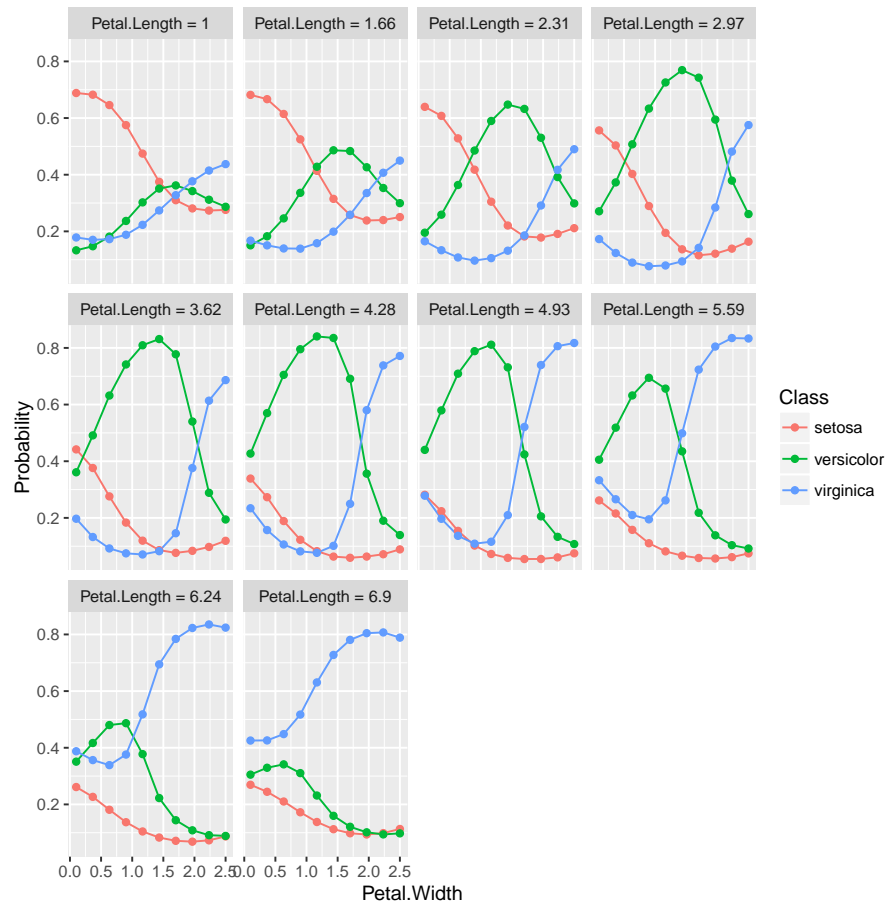 Petal.Length = 1
Petal.Length = 1.66
Petal.Length = 2.31
Petal.Length = 2.97
0.8
0.6
0.4
0.2
Petal.Length = 3.62
Petal.Length = 4.28
Petal.Length = 4.93
Petal.Length = 5.59
0.8
0.6
0.4
0.2
Probability
Class
setosa
versicolor
virginica
Petal.Length = 6.24
Petal.Length = 6.9
0.8
0.6
0.4
0.2
0.0 0.5 1.0 1.5 2.0 2.5
0.0 0.5 1.0 1.5 2.0 2.5
Petal.Width